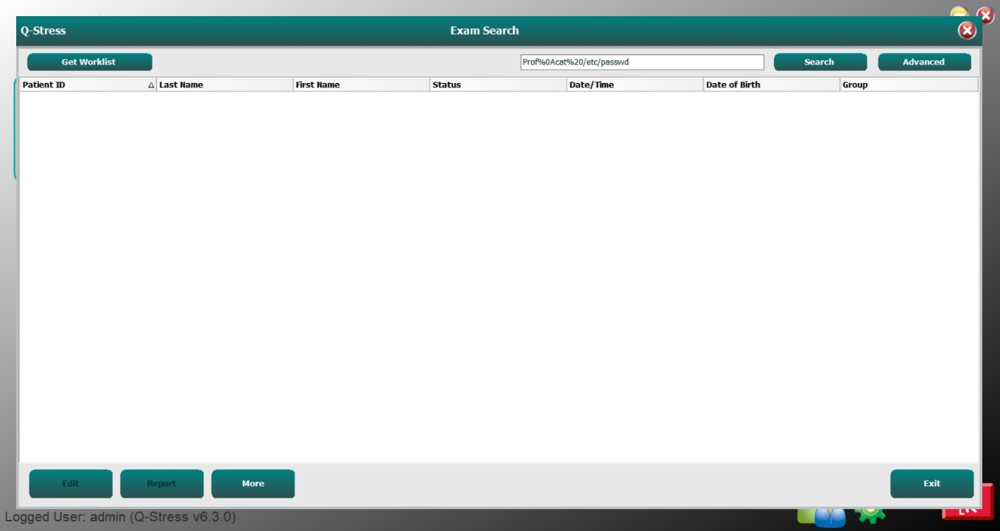 Q-Stress
Exam Search
Get Worklist
Prof%0Acat%20/etc/passwd
Search
Advanced
Patient ID
Last Name
First Name
Status
Date/Time
Date of Birth
Group
Edit
Report
More
Exit
Logged User: admin (Q-Stress v6.3.0)